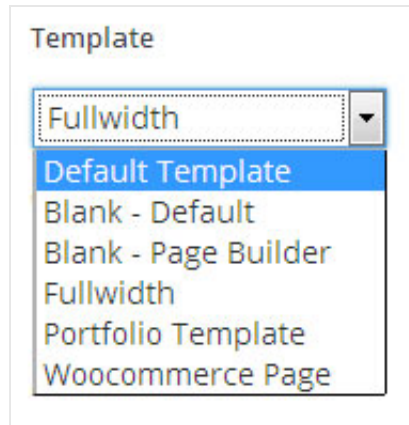 Template
Fullwidth
Default Template
Blank - Default
Blank - Page Builder
Fullwidth
Portfolio Template
Woocommerce Page